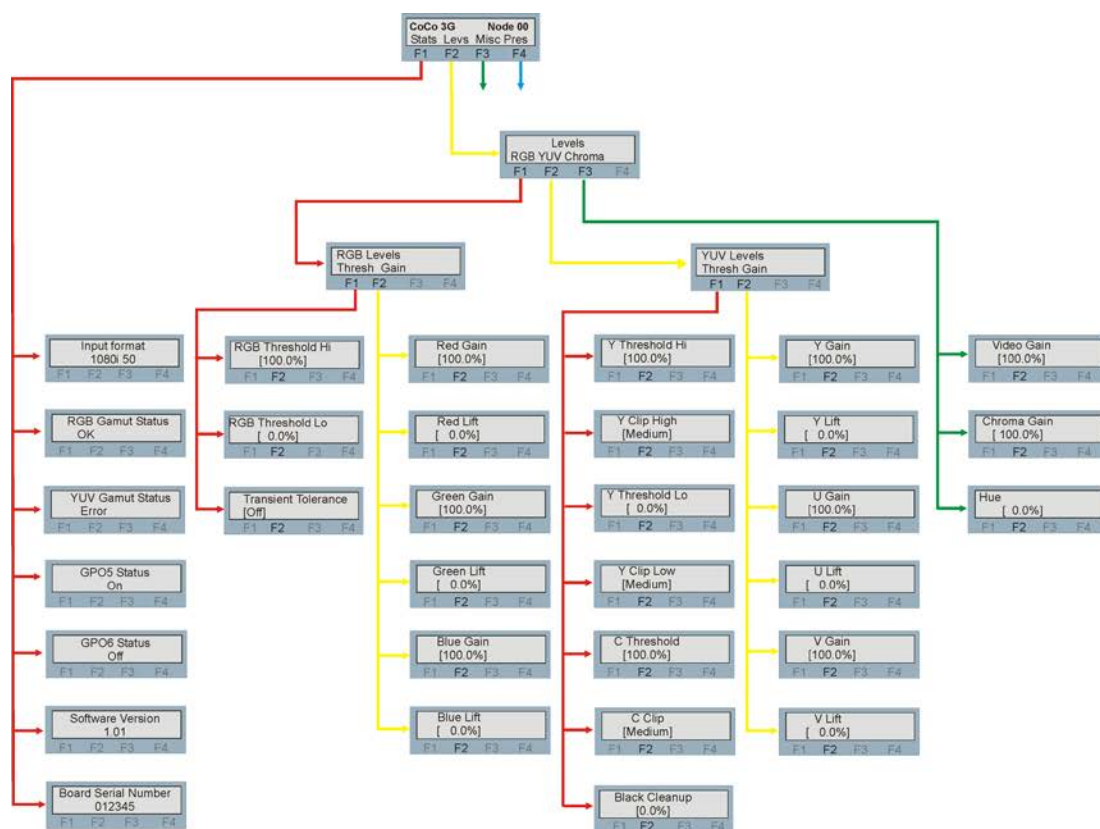 CoCo 3G Node 00
Stats Levs Misc Pres
F1 F2 F3 F4
Levels
RGB YUV Chroma
F1 F2 F3 F4
RGB Levels
Thresh Gain
F1 F2 F3 F4
YUV Levels
Thresh Gain
F1 F2 F3 F4
Input format
1080i 50
F1 F2 F3 F4
RGB Gamut Status
OK
F1 F2 F3 F4
YUV Gamut Status
Error
F1 F2 F3 F4
GPO5 Status
On
F1 F2 F3 F4
GPO6 Status
Off
F1 F2 F3 F4
Software Version
1.01
F1 F2 F3 F4
Board Serial Number
012345
F1 F2 F3 F4
RGB Threshold Hi
[100.0%]
F1 F2 F3 F4
RGB Threshold Lo
[ 0.0%]
F1 F2 F3 F4
Transient Tolerance
[Off]
F1 F2 F3 F4
Red Gain
[100.0%]
F1 F2 F3 F4
Red Lift
[ 0.0%]
F1 F2 F3 F4
Green Gain
[100.0%]
F1 F2 F3 F4
Green Lift
[ 0.0%]
F1 F2 F3 F4
Blue Gain
[100.0%]
F1 F2 F3 F4
Blue Lift
[ 0.0%]
F1 F2 F3 F4
Y Threshold Hi
[100.0%]
F1 F2 F3 F4
Y Clip High
[Medium]
F1 F2 F3 F4
Y Threshold Lo
[ 0.0%]
F1 F2 F3 F4
Y Clip Low
[Medium]
F1 F2 F3 F4
C Threshold
[100.0%]
F1 F2 F3 F4
C Clip
[Medium]
F1 F2 F3 F4
Black Cleanup
[0.0%]
F1 F2 F3 F4
Y Gain
[100.0%]
F1 F2 F3 F4
Y Lift
[ 0.0%]
F1 F2 F3 F4
U Gain
[100.0%]
F1 F2 F3 F4
U Lift
[ 0.0%]
F1 F2 F3 F4
V Gain
[100.0%]
F1 F2 F3 F4
V Lift
[ 0.0%]
F1 F2 F3 F4
Video Gain
[100.0%]
F1 F2 F3 F4
Chroma Gain
[ 100.0%]
F1 F2 F3 F4
Hue
[ 0.0%]
F1 F2 F3 F4